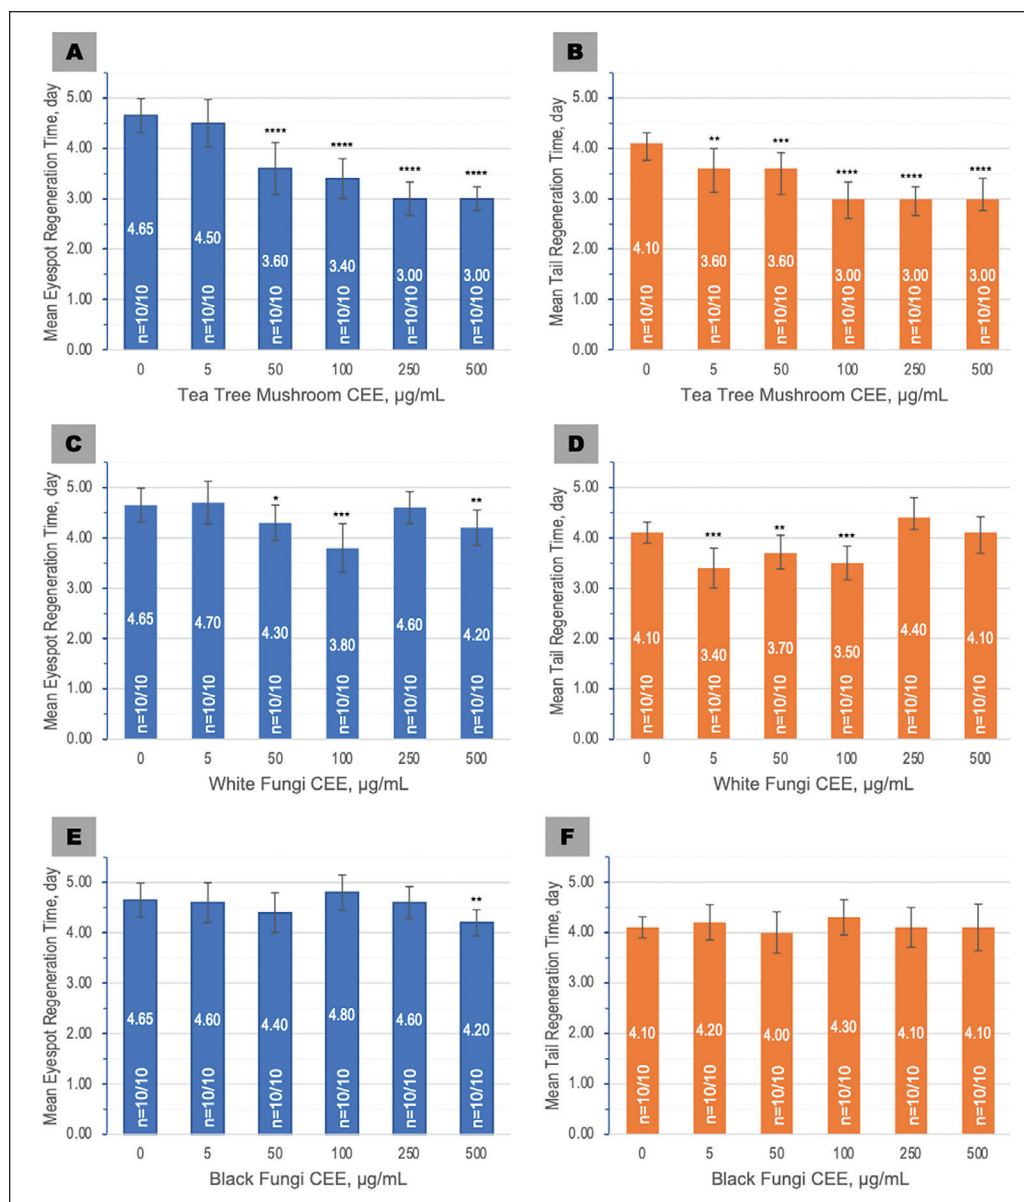 A
Mean Eyespot Regeneration Time, day
5.00
4.00
3.00
2.00
1.00
0.00
****
****
****
****
4.65
4.50
3.60
3.40
3.00
3.00
n=10/10
n=10/10
n=10/10
n=10/10
n=10/10
n=10/10
0 5 50 100 250 500
Tea Tree Mushroom CEE, µg/mL
B
Mean Tail Regeneration Time, day
5.00
4.00
3.00
2.00
1.00
0.00
**
***
****
****
****
4.10
3.60
3.60
3.00
3.00
3.00
n=10/10
n=10/10
n=10/10
n=10/10
n=10/10
n=10/10
0 5 50 100 250 500
Tea Tree Mushroom CEE, µg/mL
C
Mean Eyespot Regeneration Time, day
5.00
4.00
3.00
2.00
1.00
0.00
*
***
**
4.65
4.70
4.30
3.80
4.60
4.20
n=10/10
n=10/10
n=10/10
n=10/10
n=10/10
n=10/10
0 5 50 100 250 500
White Fungi CEE, µg/mL
D
Mean Tail Regeneration Time, day
5.00
4.00
3.00
2.00
1.00
0.00
***
**
***
4.10
3.40
3.70
3.50
4.40
4.10
n=10/10
n=10/10
n=10/10
n=10/10
n=10/10
n=10/10
0 5 50 100 250 500
White Fungi CEE, µg/mL
E
Mean Eyespot Regeneration Time, day
5.00
4.00
3.00
2.00
1.00
0.00
**
4.65
4.60
4.40
4.80
4.60
4.20
n=10/10
n=10/10
n=10/10
n=10/10
n=10/10
n=10/10
0 5 50 100 250 500
Black Fungi CEE, µg/mL
F
Mean Tail Regeneration Time, day
5.00
4.00
3.00
2.00
1.00
0.00
4.10
4.20
4.00
4.30
4.10
4.10
n=10/10
n=10/10
n=10/10
n=10/10
n=10/10
n=10/10
0 5 50 100 250 500
Black Fungi CEE, µg/mL